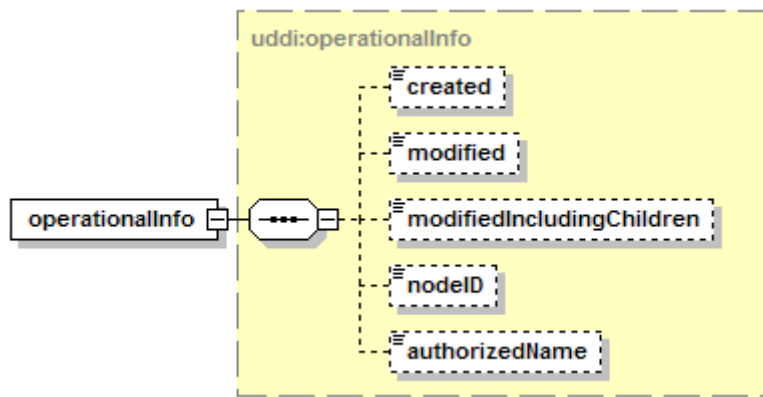 uddi:operationalInfo
created
modified
operationalInfo
modifiedIncludingChildren
nodeID
authorizedName